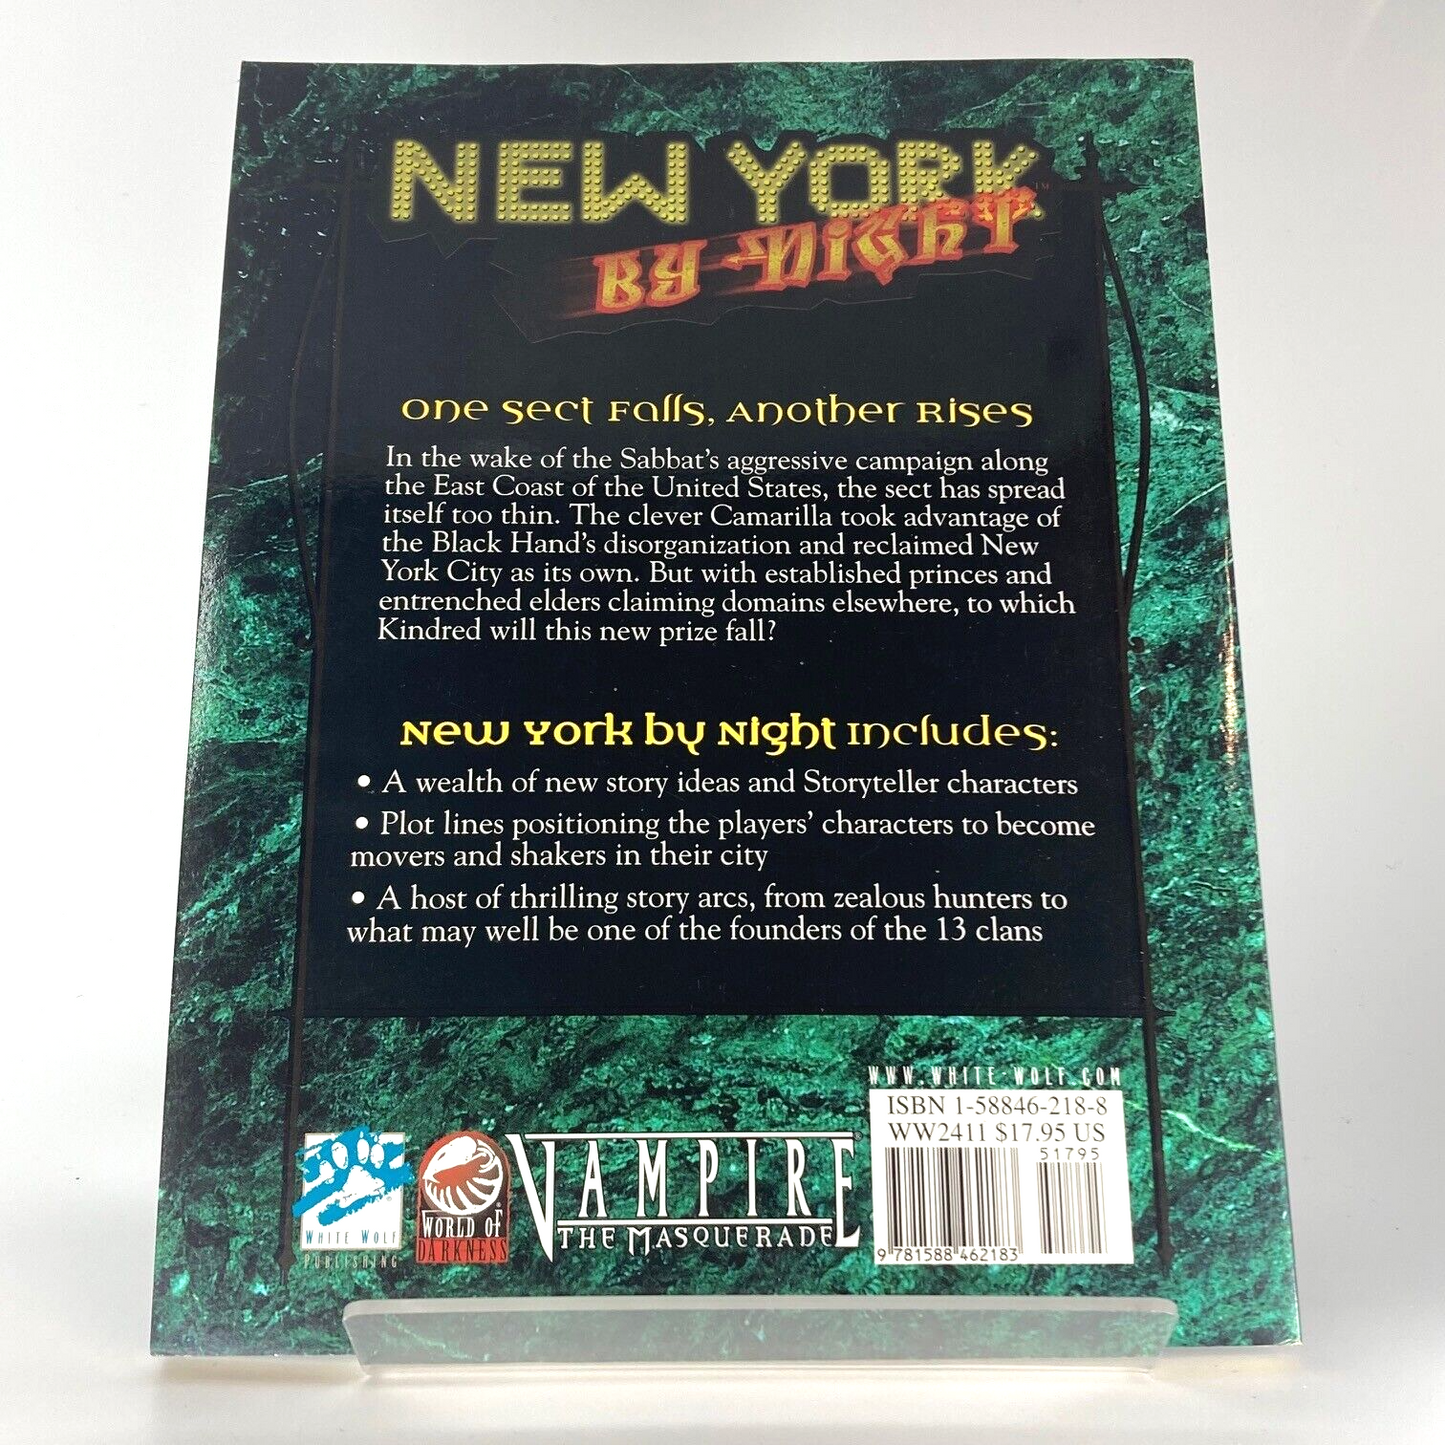 NEW YORK™
BY NIGHT
One Sect Falls, Another Rises
In the wake of the Sabbat's aggressive campaign along
the East Coast of the United States, the sect has spread
itself too thin. The clever Camarilla took advantage of
the Black Hand's disorganization and reclaimed New
York City as its own. But with established princes and
entrenched elders claiming domains elsewhere, to which
Kindred will this new prize fall?
New York by Night Includes:
• A wealth of new story ideas and Storyteller characters
• Plot lines positioning the players' characters to become
movers and shakers in their city
• A host of thrilling story arcs, from zealous hunters to
what may well be one of the founders of the 13 clans
WWW.WHITE-WOLF.COM
ISBN 1-58846-218-8
WW2411 $17.95 US
51795
9 781588 462183
WHITE WOLF
PUBLISHING
WORLD OF
DARKNESS
VAMPIRE®
THE MASQUERADE